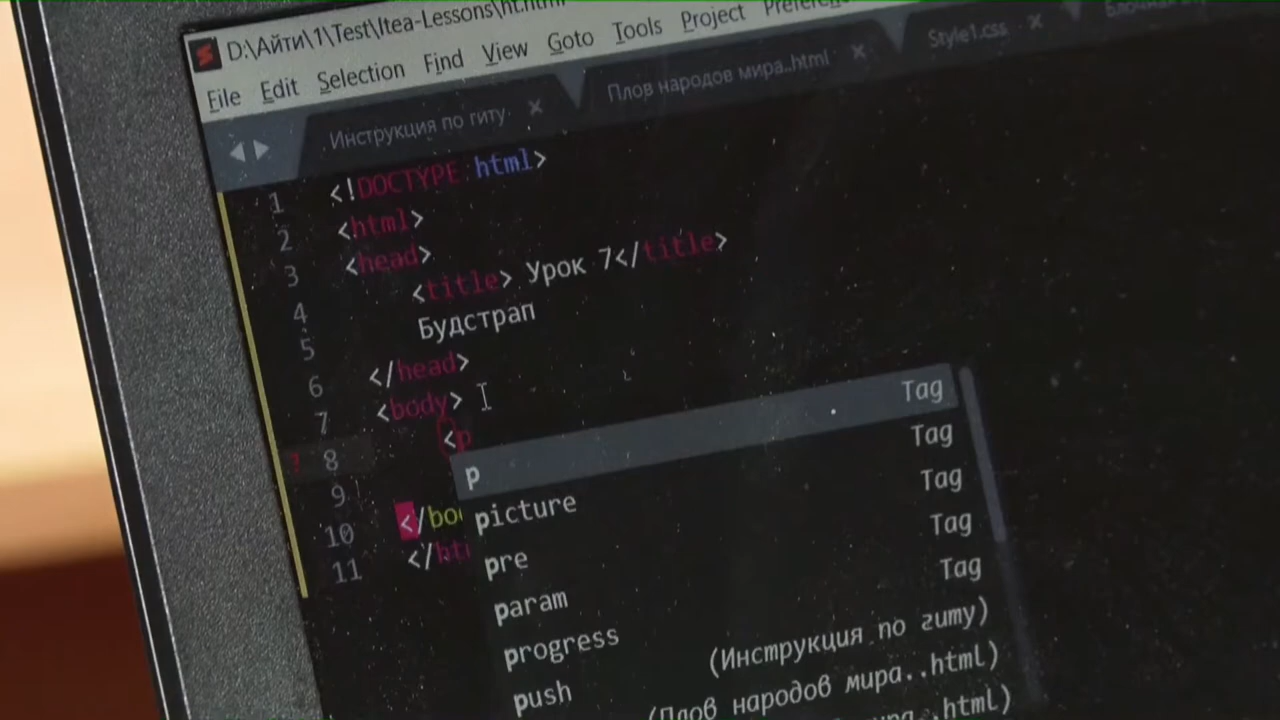 D:\Айти\1\Test\Itea-Lessons\ht.html
File Edit Selection Find View Goto Tools Project
Инструкция по гиту × Плов народов мира..html × Style1.css ×
1 <!DOCTYPE html>
2 <html>
3 <head>
4 <title> Урок 7</title>
5 Будстрап
6 </head>
7 <body>
8 <p
9
10 </bo
11 </ht
p Tag
picture Tag
pre Tag
param Tag
progress Tag
push (Инструкция по гиту)
(Плов народов мира..html)
мира..html)